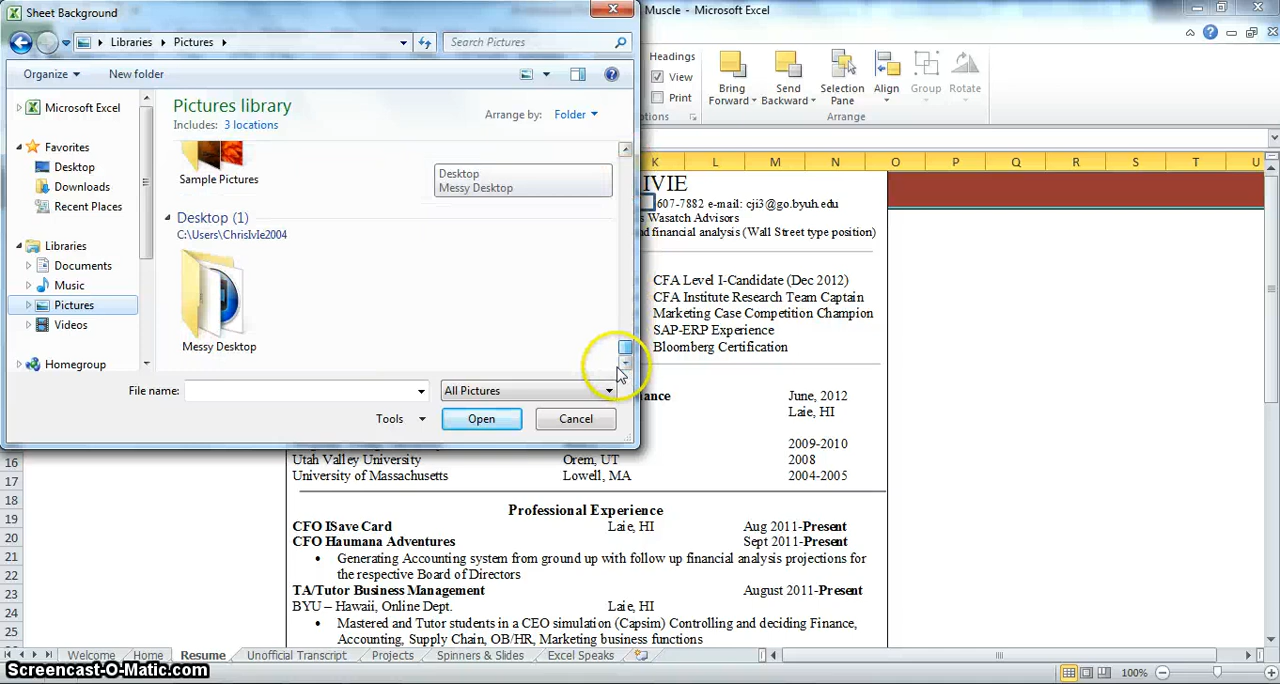 Sheet Background
Muscle - Microsoft Excel
Libraries Pictures
Search Pictures
Organize New folder
Headings
View
Print
Bring Forward
Send Backward
Selection Pane
Align
Group
Rotate
Arrange
Microsoft Excel
Favorites
Desktop
Downloads
Recent Places
Libraries
Documents
Music
Pictures
Videos
Homegroup
Pictures library
Includes: 3 locations
Arrange by: Folder
Sample Pictures
Desktop
Messy Desktop
Desktop (1)
C:\Users\ChrisIvIe2004
Messy Desktop
File name:
All Pictures
Tools Open Cancel
K L M N O P Q R S T U
IVIE
607-7882 e-mail: cji3@go.byuh.edu
Wasatch Advisors
nd financial analysis (Wall Street type position)
CFA Level I-Candidate (Dec 2012)
CFA Institute Research Team Captain
Marketing Case Competition Champion
SAP-ERP Experience
Bloomberg Certification
June, 2012
Laie, HI
2009-2010
16 Utah Valley University Orem, UT 2008
17 University of Massachusetts Lowell, MA 2004-2005
18
19 Professional Experience
20 CFO ISave Card Laie, HI Aug 2011-Present
CFO Haumana Adventures Sept 2011-Present
21 • Generating Accounting system from ground up with follow up financial analysis projections for
22 the respective Board of Directors
23 TA/Tutor Business Management August 2011-Present
24 BYU – Hawaii, Online Dept. Laie, HI
• Mastered and Tutor students in a CEO simulation (Capsim) Controlling and deciding Finance,
25 Accounting, Supply Chain, OB/HR, Marketing business functions
Welcome Home Resume Unofficial Transcript Projects Spinners & Slides Excel Speaks
Screencast-O-Matic.com
100%